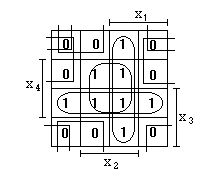 X1
0 0 1 0
X4 0 1 1 0
1 1 1 1 X3
0 0 1 0
X2